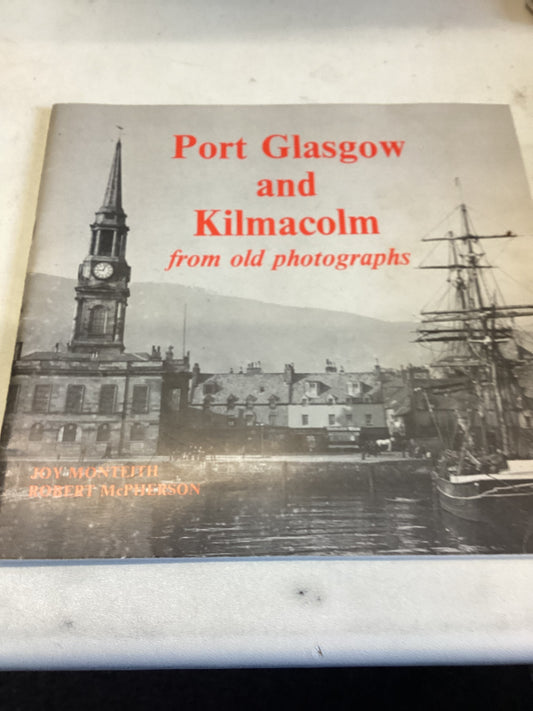 Port Glasgow
and
Kilmacolm
from old photographs
JOY MONTEITH
ROBERT McPHERSON